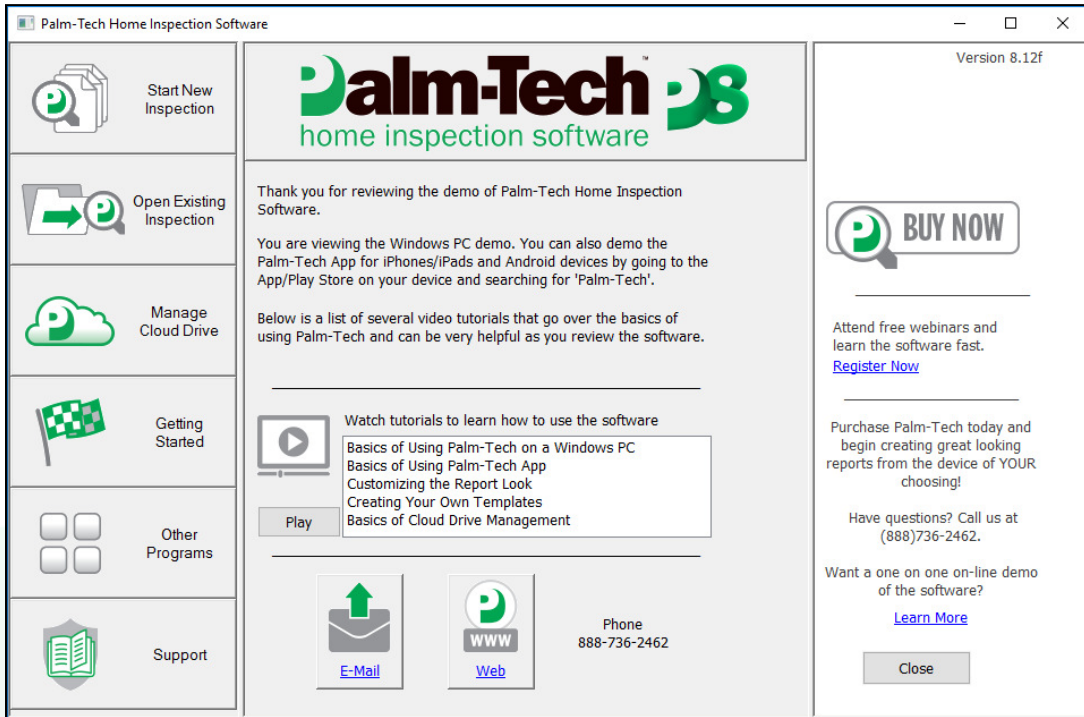 Palm-Tech Home Inspection Software
Start New
Inspection
Open Existing
Inspection
Manage
Cloud Drive
Getting
Started
Other
Programs
Support
Palm-Tech P8
™
home inspection software
Thank you for reviewing the demo of Palm-Tech Home Inspection
Software.
You are viewing the Windows PC demo. You can also demo the
Palm-Tech App for iPhones/iPads and Android devices by going to the
App/Play Store on your device and searching for 'Palm-Tech'.
Below is a list of several video tutorials that go over the basics of
using Palm-Tech and can be very helpful as you review the software.
Watch tutorials to learn how to use the software
Basics of Using Palm-Tech on a Windows PC
Basics of Using Palm-Tech App
Customizing the Report Look
Creating Your Own Templates
Basics of Cloud Drive Management
Play
E-Mail
WWW
Web
Phone
888-736-2462
Version 8.12f
BUY NOW
Attend free webinars and
learn the software fast.
Register Now
Purchase Palm-Tech today and
begin creating great looking
reports from the device of YOUR
choosing!
Have questions? Call us at
(888)736-2462.
Want a one on one on-line demo
of the software?
Learn More
Close